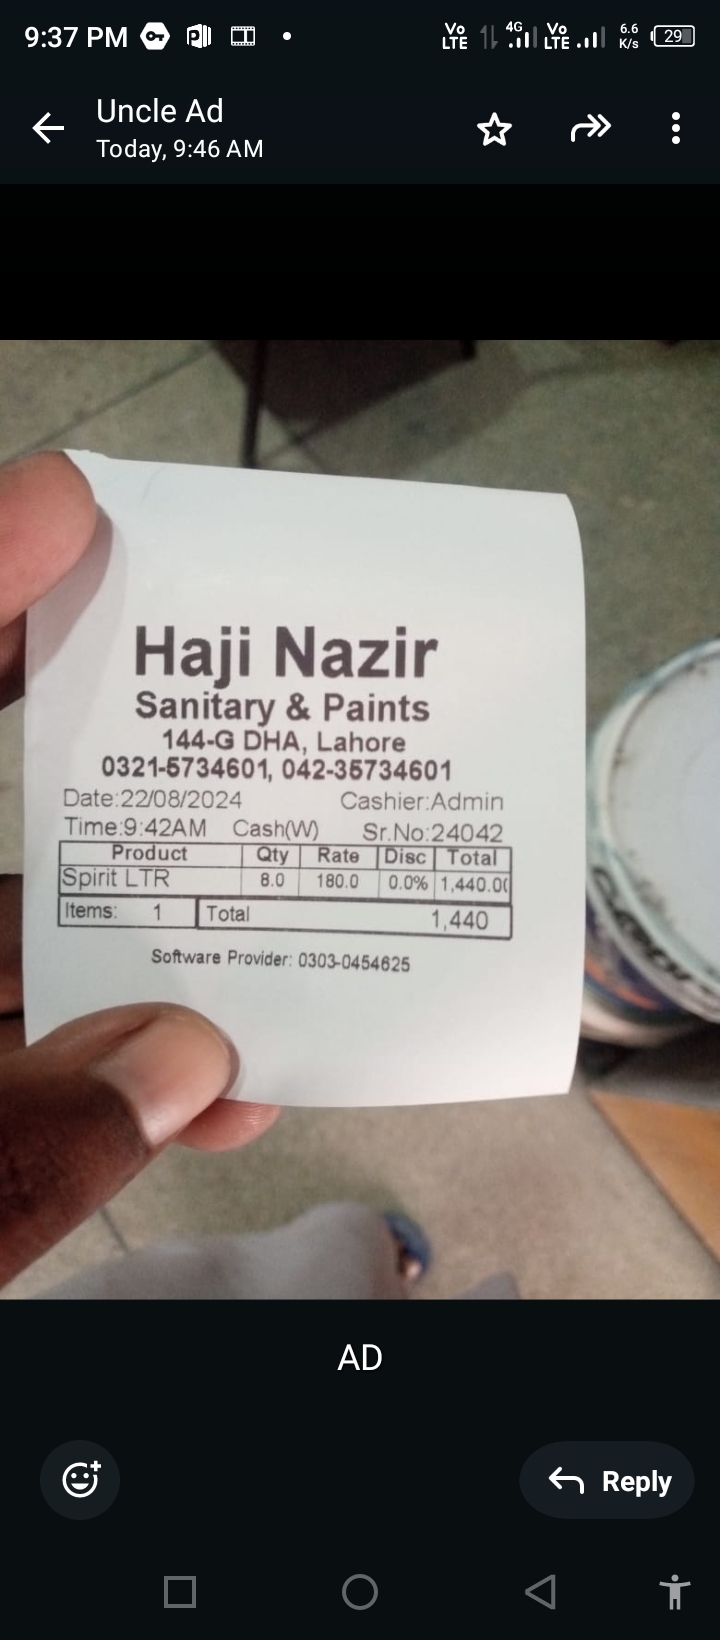 9:37 PM
Vo LTE 4G Vo LTE 6.6 K/s 29
Uncle Ad
Today, 9:46 AM
Haji Nazir
Sanitary & Paints
144-G DHA, Lahore
0321-5734601, 042-35734601
Date:22/08/2024 Cashier:Admin
Time:9:42AM Cash(W) Sr.No:24042
Product Qty Rate Disc Total
Spirit LTR 8.0 180.0 0.0% 1,440.00
Items: 1 Total 1,440
Software Provider: 0303-0454625
AD
Reply